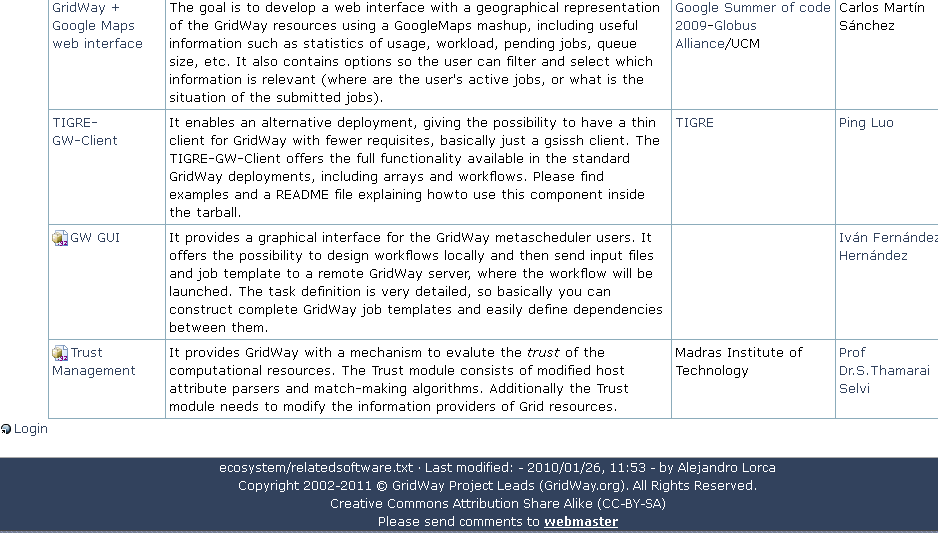 GridWay +
Google Maps
web interface
The goal is to develop a web interface with a geographical representation
of the GridWay resources using a GoogleMaps mashup, including useful
information such as statistics of usage, workload, pending jobs, queue
size, etc. It also contains options so the user can filter and select which
information is relevant (where are the user's active jobs, or what is the
situation of the submitted jobs).
Google Summer of code
2009-Globus
Alliance/UCM
Carlos Martín
Sánchez
TIGRE-
GW-Client
It enables an alternative deployment, giving the possibility to have a thin
client for GridWay with fewer requisites, basically just a gsissh client. The
TIGRE-GW-Client offers the full functionality available in the standard
GridWay deployments, including arrays and workflows. Please find
examples and a README file explaining howto use this component inside
the tarball.
TIGRE
Ping Luo
GW GUI
It provides a graphical interface for the GridWay metascheduler users. It
offers the possibility to design workflows locally and then send input files
and job template to a remote GridWay server, where the workflow will be
launched. The task definition is very detailed, so basically you can
construct complete GridWay job templates and easily define dependencies
between them.
Iván Fernández
Hernández
Trust
Management
It provides GridWay with a mechanism to evalute the trust of the
computational resources. The Trust module consists of modified host
attribute parsers and match-making algorithms. Additionally the Trust
module needs to modify the information providers of Grid resources.
Madras Institute of
Technology
Prof
Dr.S.Thamarai
Selvi
Login
ecosystem/relatedsoftware.txt · Last modified: - 2010/01/26, 11:53 - by Alejandro Lorca
Copyright 2002-2011 © GridWay Project Leads (GridWay.org). All Rights Reserved.
Creative Commons Attribution Share Alike (CC-BY-SA)
Please send comments to webmaster